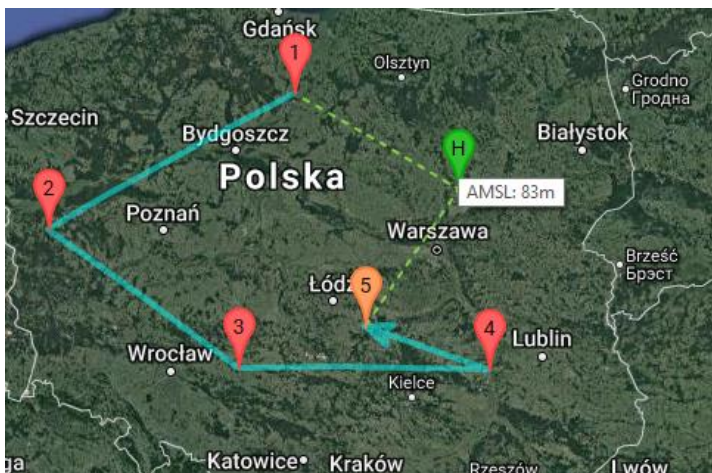 Gdańsk
1
Olsztyn
Grodno
Гродна
Szczecin
Bydgoszcz
H
Białystok
Polska
AMSL: 83m
2
Poznań
Warszawa
Brześć
Брэст
5
3
4
Lublin
Wrocław
Kielce
Katowice
Kraków
Rzeszów
Lwów